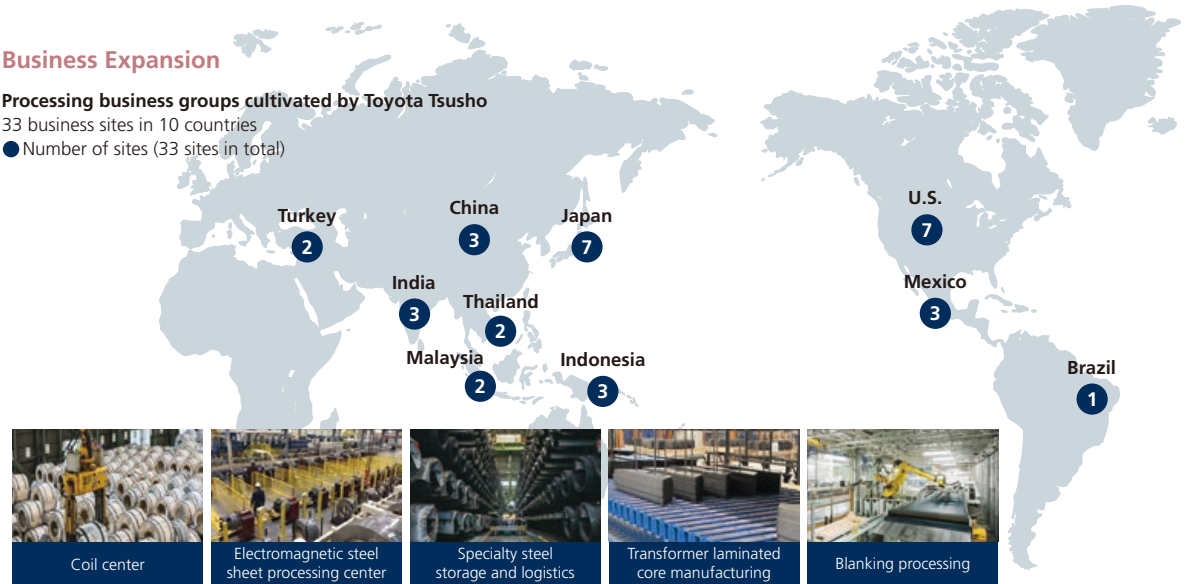 Business Expansion
Processing business groups cultivated by Toyota Tsusho
33 business sites in 10 countries
Number of sites (33 sites in total)
Turkey
2
China
3
Japan
7
U.S.
7
India
3
Thailand
2
Mexico
3
Malaysia
2
Indonesia
3
Brazil
1
Coil center
Electromagnetic steel
sheet processing center
Specialty steel
storage and logistics
Transformer laminated
core manufacturing
Blanking processing